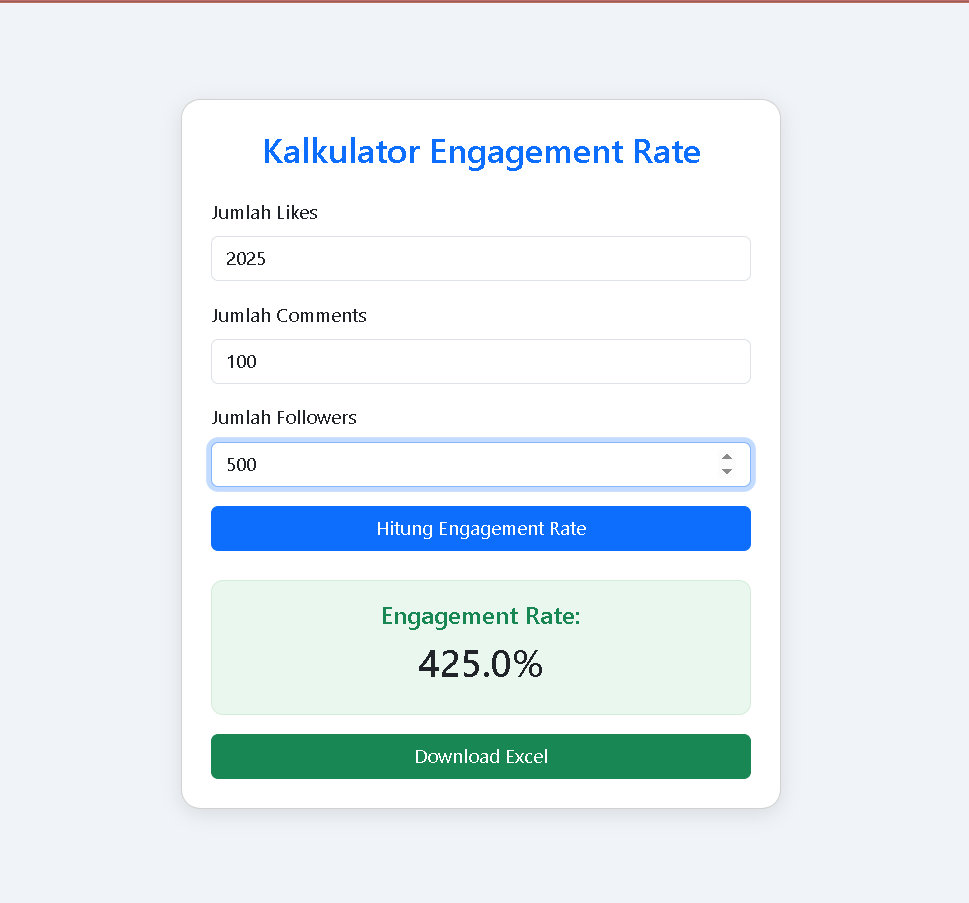 Kalkulator Engagement Rate
Jumlah Likes
2025
Jumlah Comments
100
Jumlah Followers
500
Hitung Engagement Rate
Engagement Rate:
425.0%
Download Excel